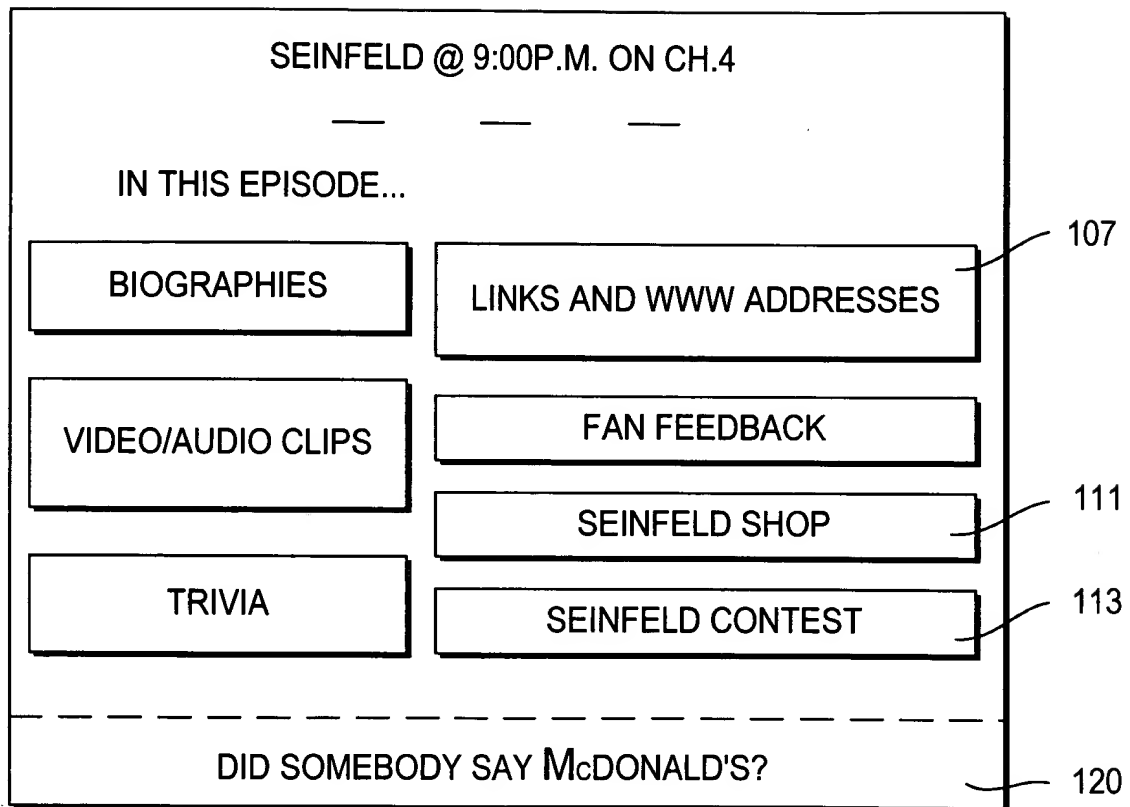 SEINFELD @ 9:00P.M. ON CH.4
— — —
IN THIS EPISODE...
BIOGRAPHIES
LINKS AND WWW ADDRESSES
107
VIDEO/AUDIO CLIPS
FAN FEEDBACK
SEINFELD SHOP
111
TRIVIA
SEINFELD CONTEST
113
DID SOMEBODY SAY McDONALD'S?
120